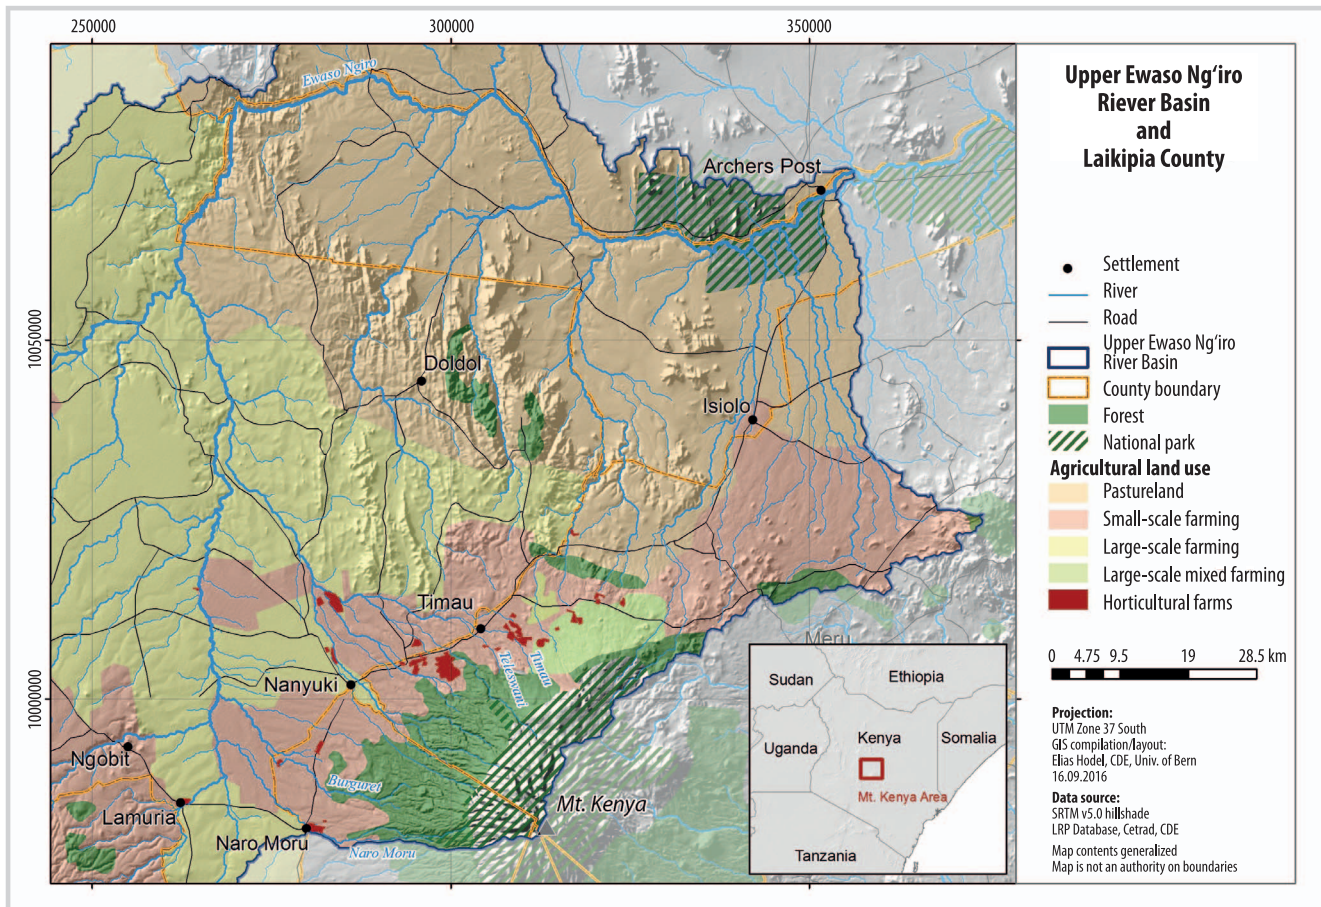 250000
300000
350000
Ewaso Ngiro
Archers Post
10050000
Doldol
Isiolo
Timau
Teleswani
Timau
Meru
Nanyuki
10000000
Ngobit
Burguret
Lamuria
Naro Moru
Naro Moru
Mt. Kenya
Sudan
Ethiopia
Uganda
Kenya
Somalia
Mt. Kenya Area
Tanzania
Upper Ewaso Ng‘iro
Riever Basin
and
Laikipia County
Settlement
River
Road
Upper Ewaso Ng‘iro
River Basin
County boundary
Forest
National park
Agricultural land use
Pastureland
Small-scale farming
Large-scale farming
Large-scale mixed farming
Horticultural farms
0 4.75 9.5 19 28.5 km
Projection:
UTM Zone 37 South
GIS compilation/layout:
Elias Hodel, CDE, Univ. of Bern
16.09.2016
Data source:
SRTM v5.0 hillshade
LRP Database, Cetrad, CDE
Map contents generalized
Map is not an authority on boundaries